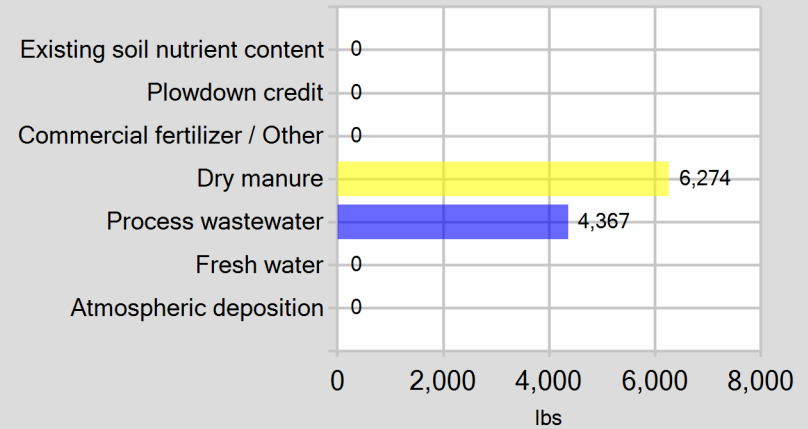 Existing soil nutrient content 0
Plowdown credit 0
Commercial fertilizer / Other 0
Dry manure 6,274
Process wastewater 4,367
Fresh water 0
Atmospheric deposition 0
0 2,000 4,000 6,000 8,000
lbs